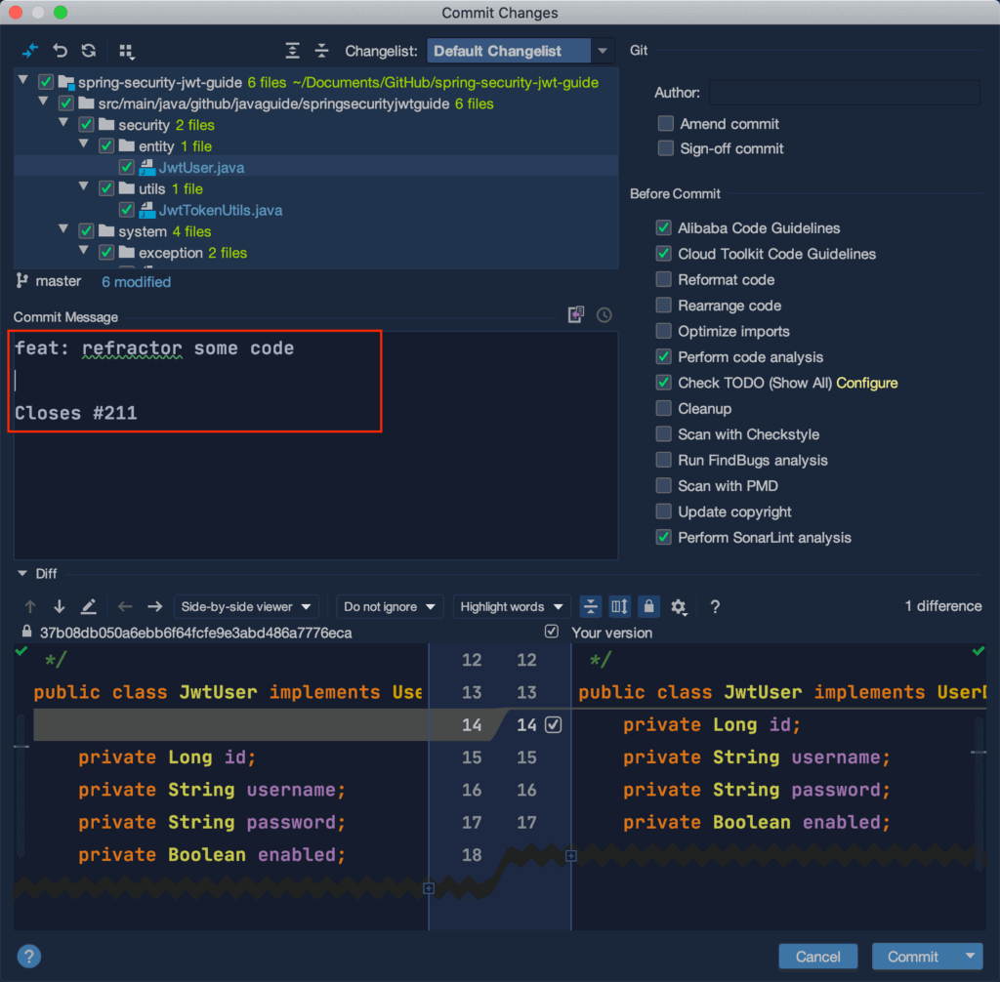 Commit Changes
Changelist: Default Changelist
spring-security-jwt-guide 6 files ~/Documents/GitHub/spring-security-jwt-guide
src/main/java/github/javaguide/springsecurityjwtguide 6 files
security 2 files
entity 1 file
JwtUser.java
utils 1 file
JwtTokenUtils.java
system 4 files
exception 2 files
master 6 modified
Commit Message
feat: refractor some code
Closes #211
Git
Author:
Amend commit
Sign-off commit
Before Commit
Alibaba Code Guidelines
Cloud Toolkit Code Guidelines
Reformat code
Rearrange code
Optimize imports
Perform code analysis
Check TODO (Show All) Configure
Cleanup
Scan with Checkstyle
Run FindBugs analysis
Scan with PMD
Update copyright
Perform SonarLint analysis
Diff
Side-by-side viewer Do not ignore Highlight words ? 1 difference
37b08db050a6ebb6f64fcfe9e3abd486a7776eca Your version
*/ 12 12 */
public class JwtUser implements Use 13 13 public class JwtUser implements UserD
14 14 private Long id;
private Long id; 15 15 private String username;
private String username; 16 16 private String password;
private String password; 17 17 private Boolean enabled;
private Boolean enabled; 18
? Cancel Commit